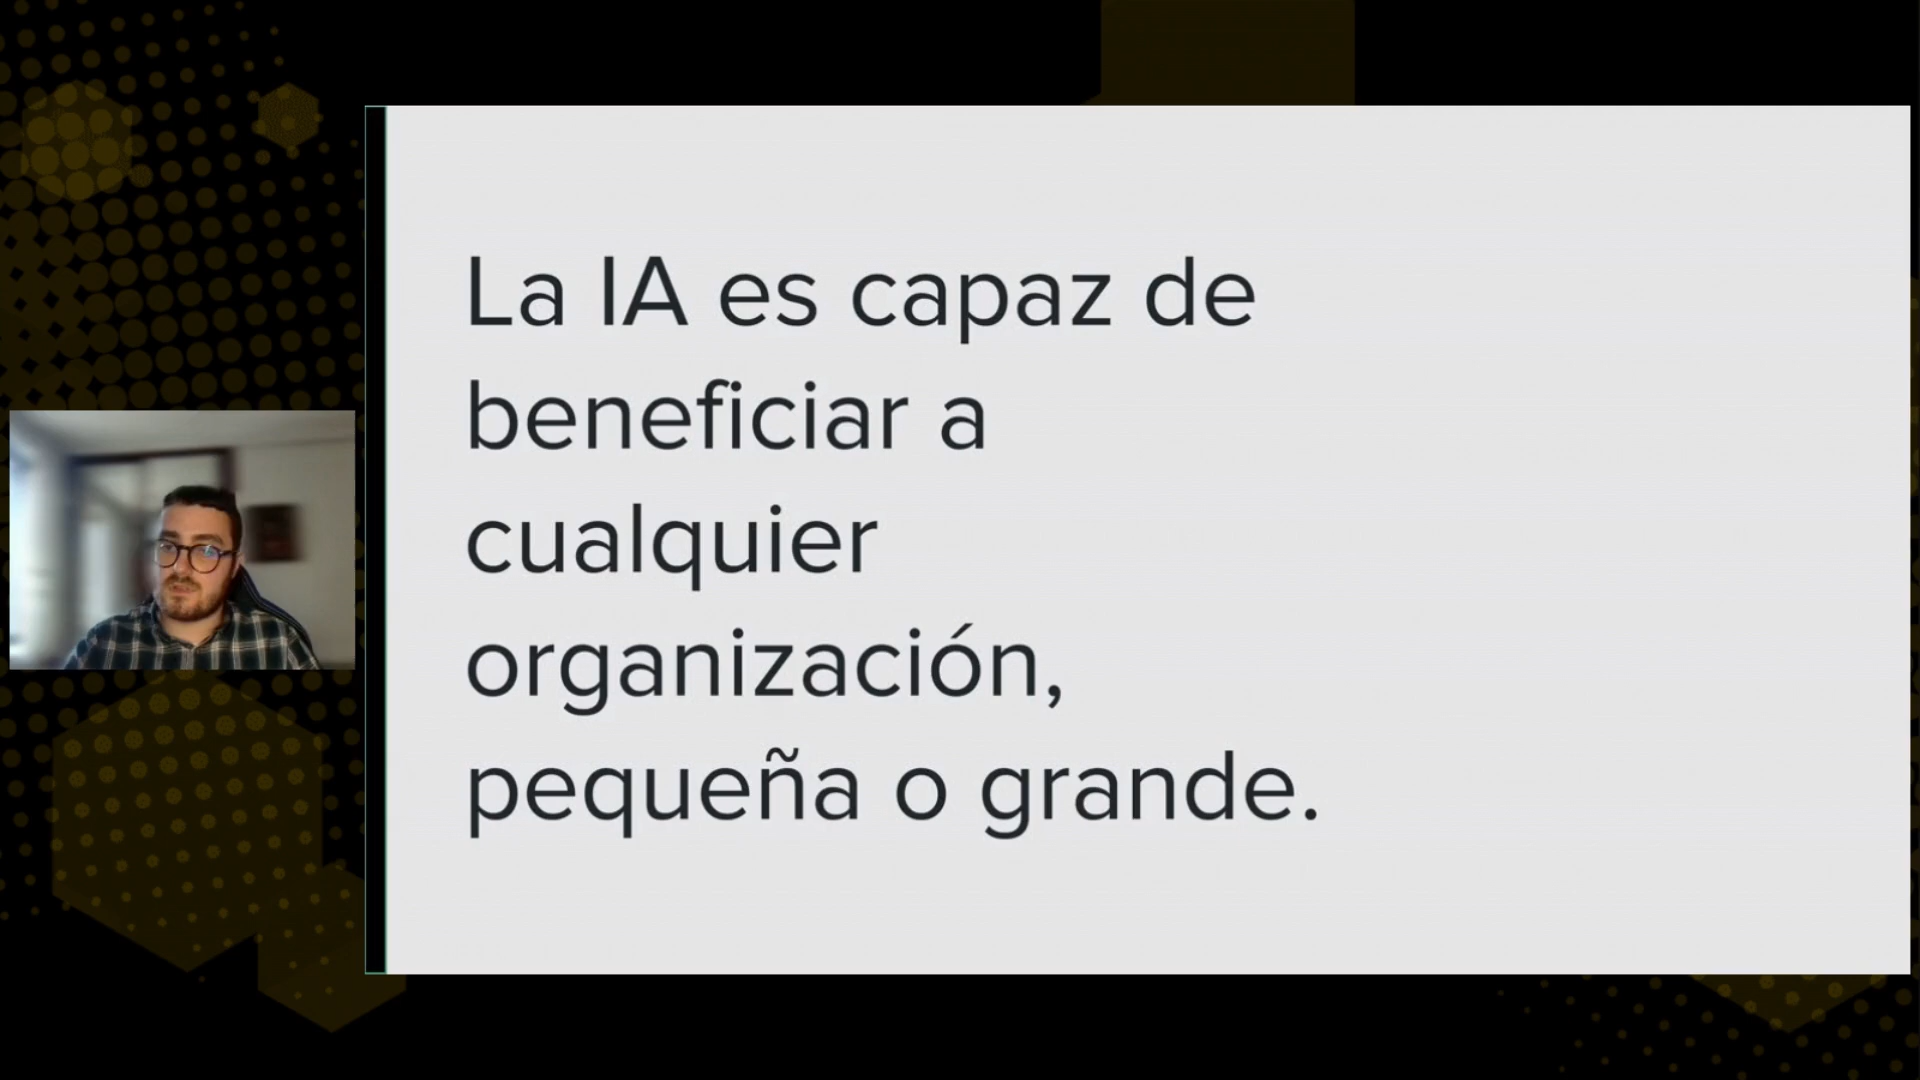 La IA es capaz de
beneficiar a
cualquier
organización,
pequeña o grande.